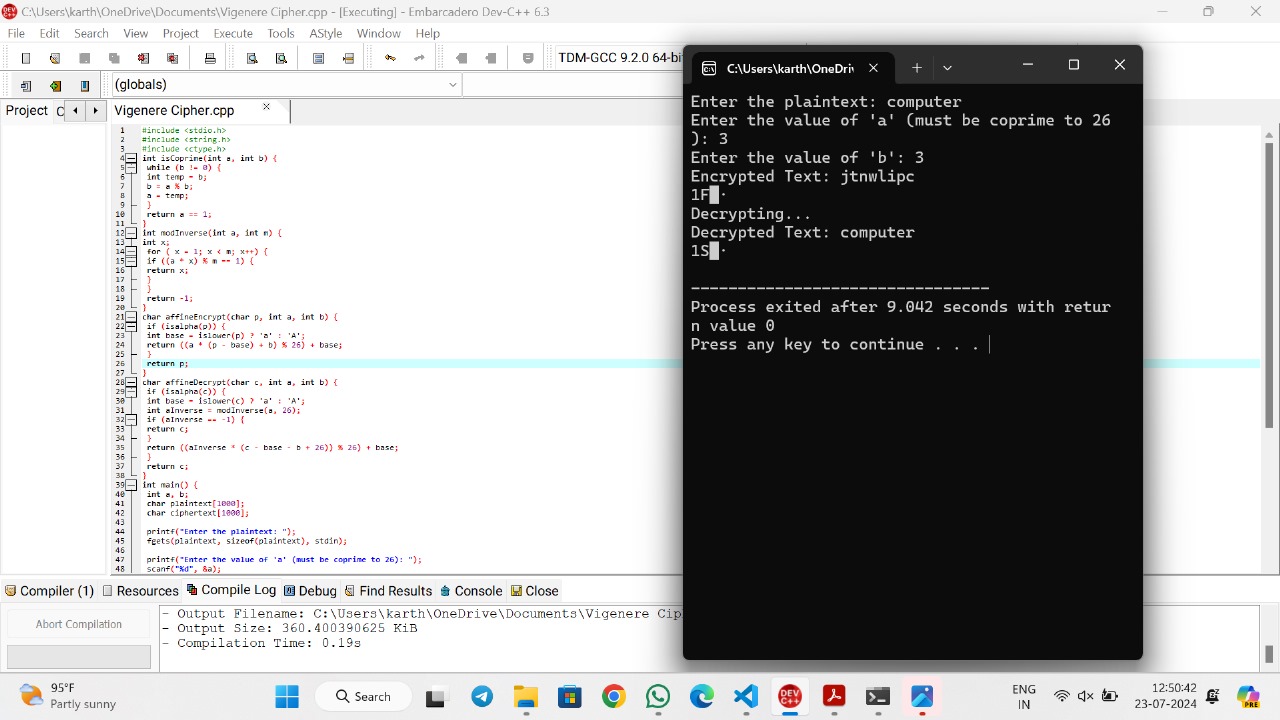 C:\Users\karth\OneDrive\Documents\Vigenere Cipher.cpp - [Executing] - Embarcadero Dev-C++ 6.3
File Edit Search View Project Execute Tools AStyle Window Help
TDM-GCC 9.2.0 64-bi
(globals)
Project
Vigenere Cipher.cpp
1 #include <stdio.h>
2 #include <string.h>
3 #include <ctype.h>
4 int isCoprime(int a, int b) {
5 while (b != 0) {
6 int temp = b;
7 b = a % b;
8 a = temp;
9 }
10 return a == 1;
11 }
12 int modInverse(int a, int m) {
13 int x;
14 for ( x = 1; x < m; x++) {
15 if ((a * x) % m == 1) {
16 return x;
17 }
18 }
19 return -1;
20 }
21 char affineEncrypt(char p, int a, int b) {
22 if (isalpha(p)) {
23 int base = islower(p) ? 'a' : 'A';
24 return ((a * (p - base) + b) % 26) + base;
25 }
26 return p;
27 }
28 char affineDecrypt(char c, int a, int b) {
29 if (isalpha(c)) {
30 int base = islower(c) ? 'a' : 'A';
31 int aInverse = modInverse(a, 26);
32 if (aInverse == -1) {
33 return c;
34 }
35 return ((aInverse * (c - base - b + 26)) % 26) + base;
36 }
37 return c;
38 }
39 int main() {
40 int a, b;
41 char plaintext[1000];
42 char ciphertext[1000];
43
44 printf("Enter the plaintext: ");
45 fgets(plaintext, sizeof(plaintext), stdin);
46
47 printf("Enter the value of 'a' (must be coprime to 26): ");
48 scanf("%d", &a);
C:\Users\karth\OneDriv
Enter the plaintext: computer
Enter the value of 'a' (must be coprime to 26
): 3
Enter the value of 'b': 3
Encrypted Text: jtnwlipc
1F
Decrypting...
Decrypted Text: computer
1S
--------------------------------
Process exited after 9.042 seconds with retur
n value 0
Press any key to continue . . .
Compiler (1) Resources Compile Log Debug Find Results Console Close
Abort Compilation
- Output Filename: C:\Users\karth\OneDrive\Documents\Vigenere Cip
- Output Size: 360.400390625 KiB
- Compilation Time: 0.19s
95°F
Partly sunny
Search
ENG
IN
12:50:42
23-07-2024